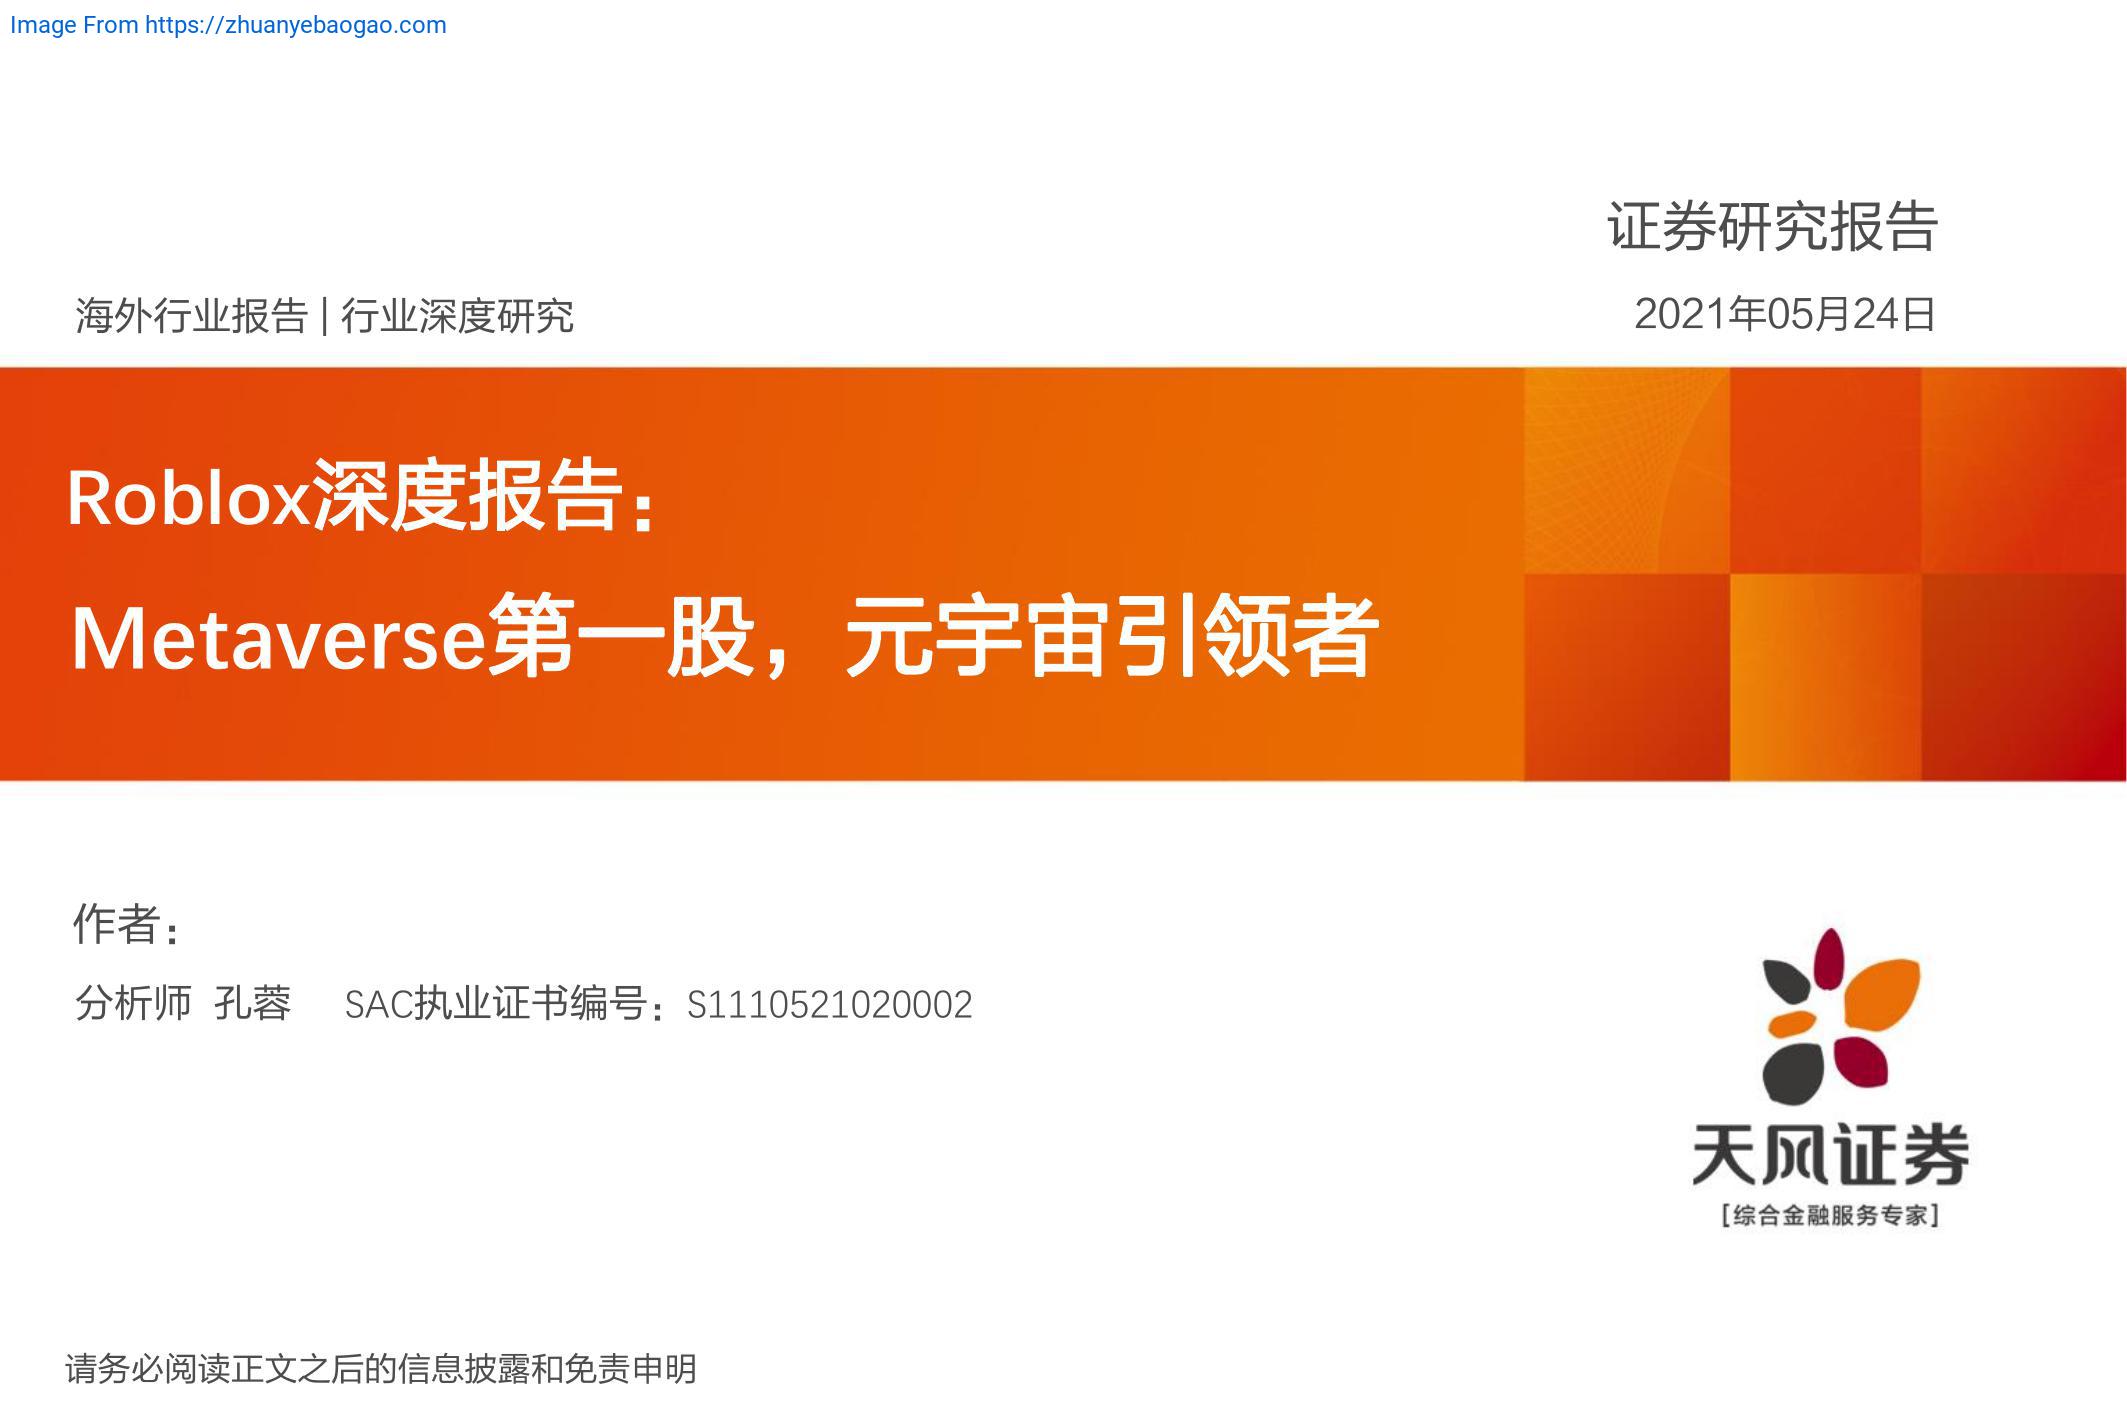 Image From https://zhuanyebaogao.com
证券研究报告
海外行业报告 | 行业深度研究
2021年05月24日
Roblox深度报告：
Metaverse第一股，元宇宙引领者
作者：
分析师 孔蓉 SAC执业证书编号：S1110521020002
天风证券
[综合金融服务专家]
请务必阅读正文之后的信息披露和免责申明